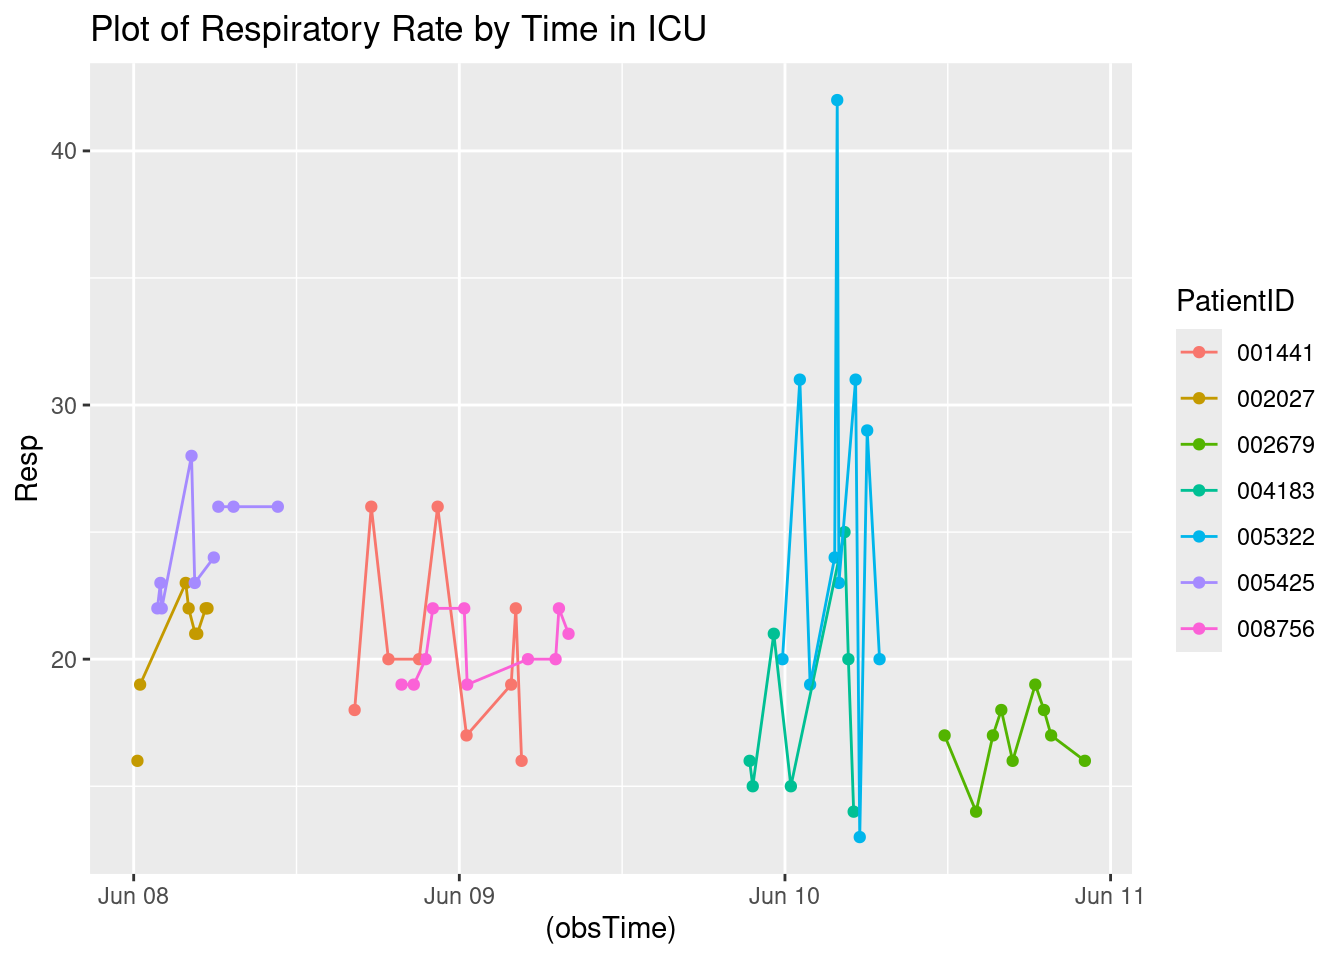 Plot of Respiratory Rate by Time in ICU
40
30
20
Resp
Jun 08
Jun 09
Jun 10
Jun 11
(obsTime)
PatientID
001441
002027
002679
004183
005322
005425
008756